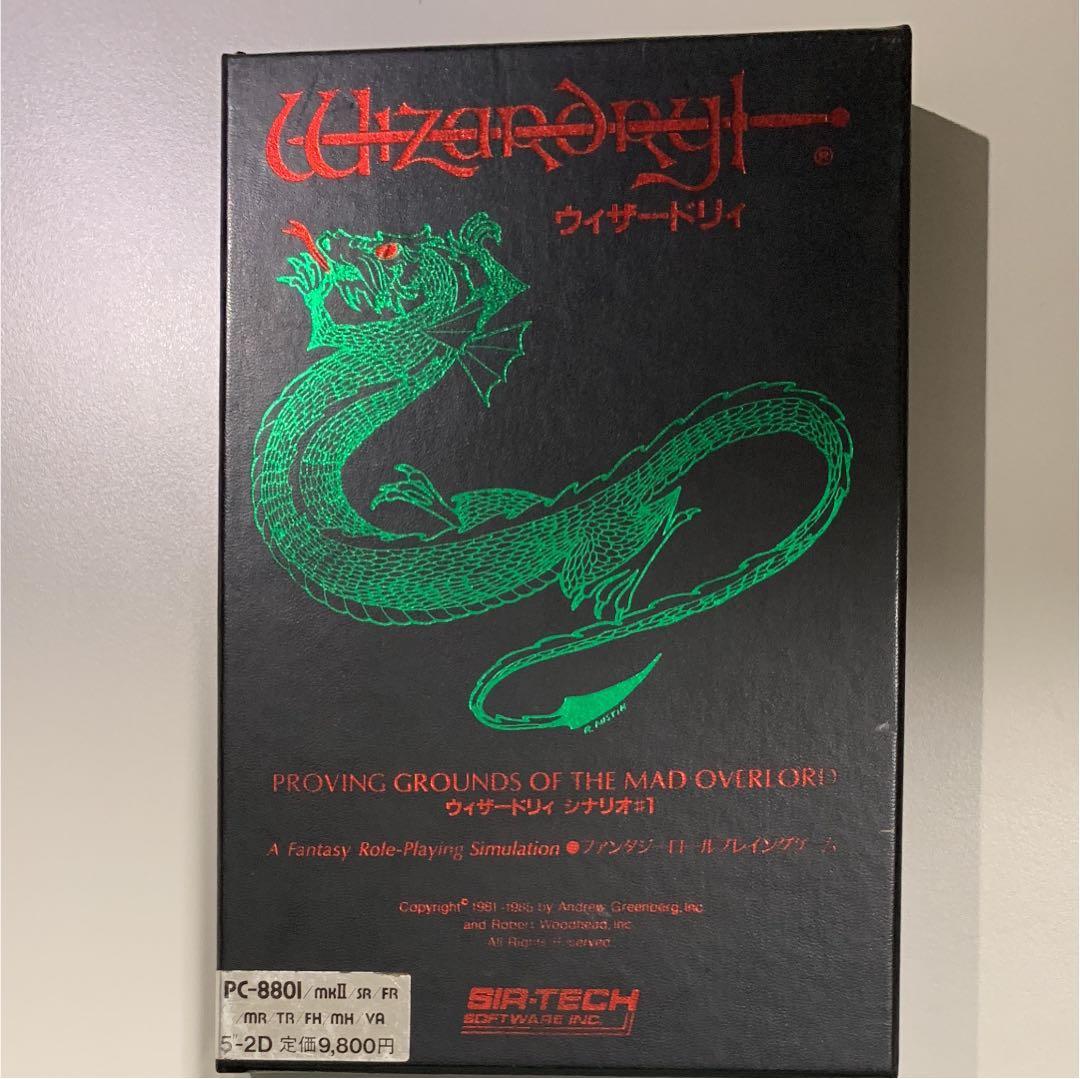 Wizardry
®
ウィザードリィ
R. AUSTIN
PROVING GROUNDS OF THE MAD OVERLORD
ウィザードリィ シナリオ#1
A Fantasy Role-Playing Simulation ●ファンタジーロールプレイングゲーム
Copyright© 1981-1985 by Andrew Greenberg, Inc.
and Robert Woodhead, Inc.
All Rights Reserved.
SIR-TECH
SOFTWARE INC.
PC-8801/mkII/SR/FR
/MR/TR/FH/MH/VA
5"-2D 定価9,800円